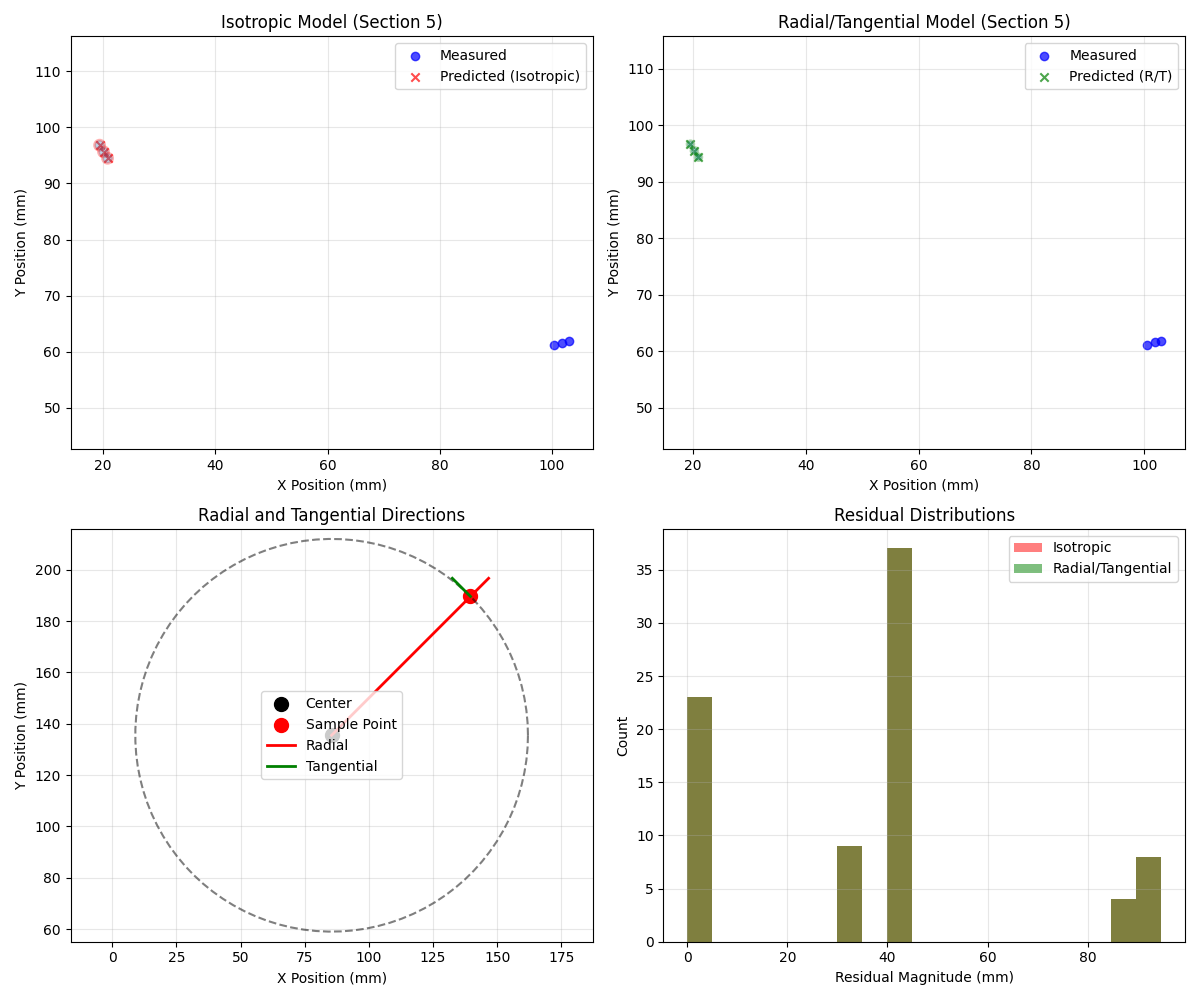 Isotropic Model (Section 5)
Measured
Predicted (Isotropic)
110
100
90
80
70
60
50
Y Position (mm)
20
40
60
80
100
X Position (mm)
Radial/Tangential Model (Section 5)
Measured
Predicted (R/T)
110
100
90
80
70
60
50
Y Position (mm)
20
40
60
80
100
X Position (mm)
Radial and Tangential Directions
Center
Sample Point
Radial
Tangential
200
180
160
140
120
100
80
60
Y Position (mm)
0
25
50
75
100
125
150
175
X Position (mm)
Residual Distributions
Isotropic
Radial/Tangential
35
30
25
20
15
10
5
0
Count
0
20
40
60
80
Residual Magnitude (mm)